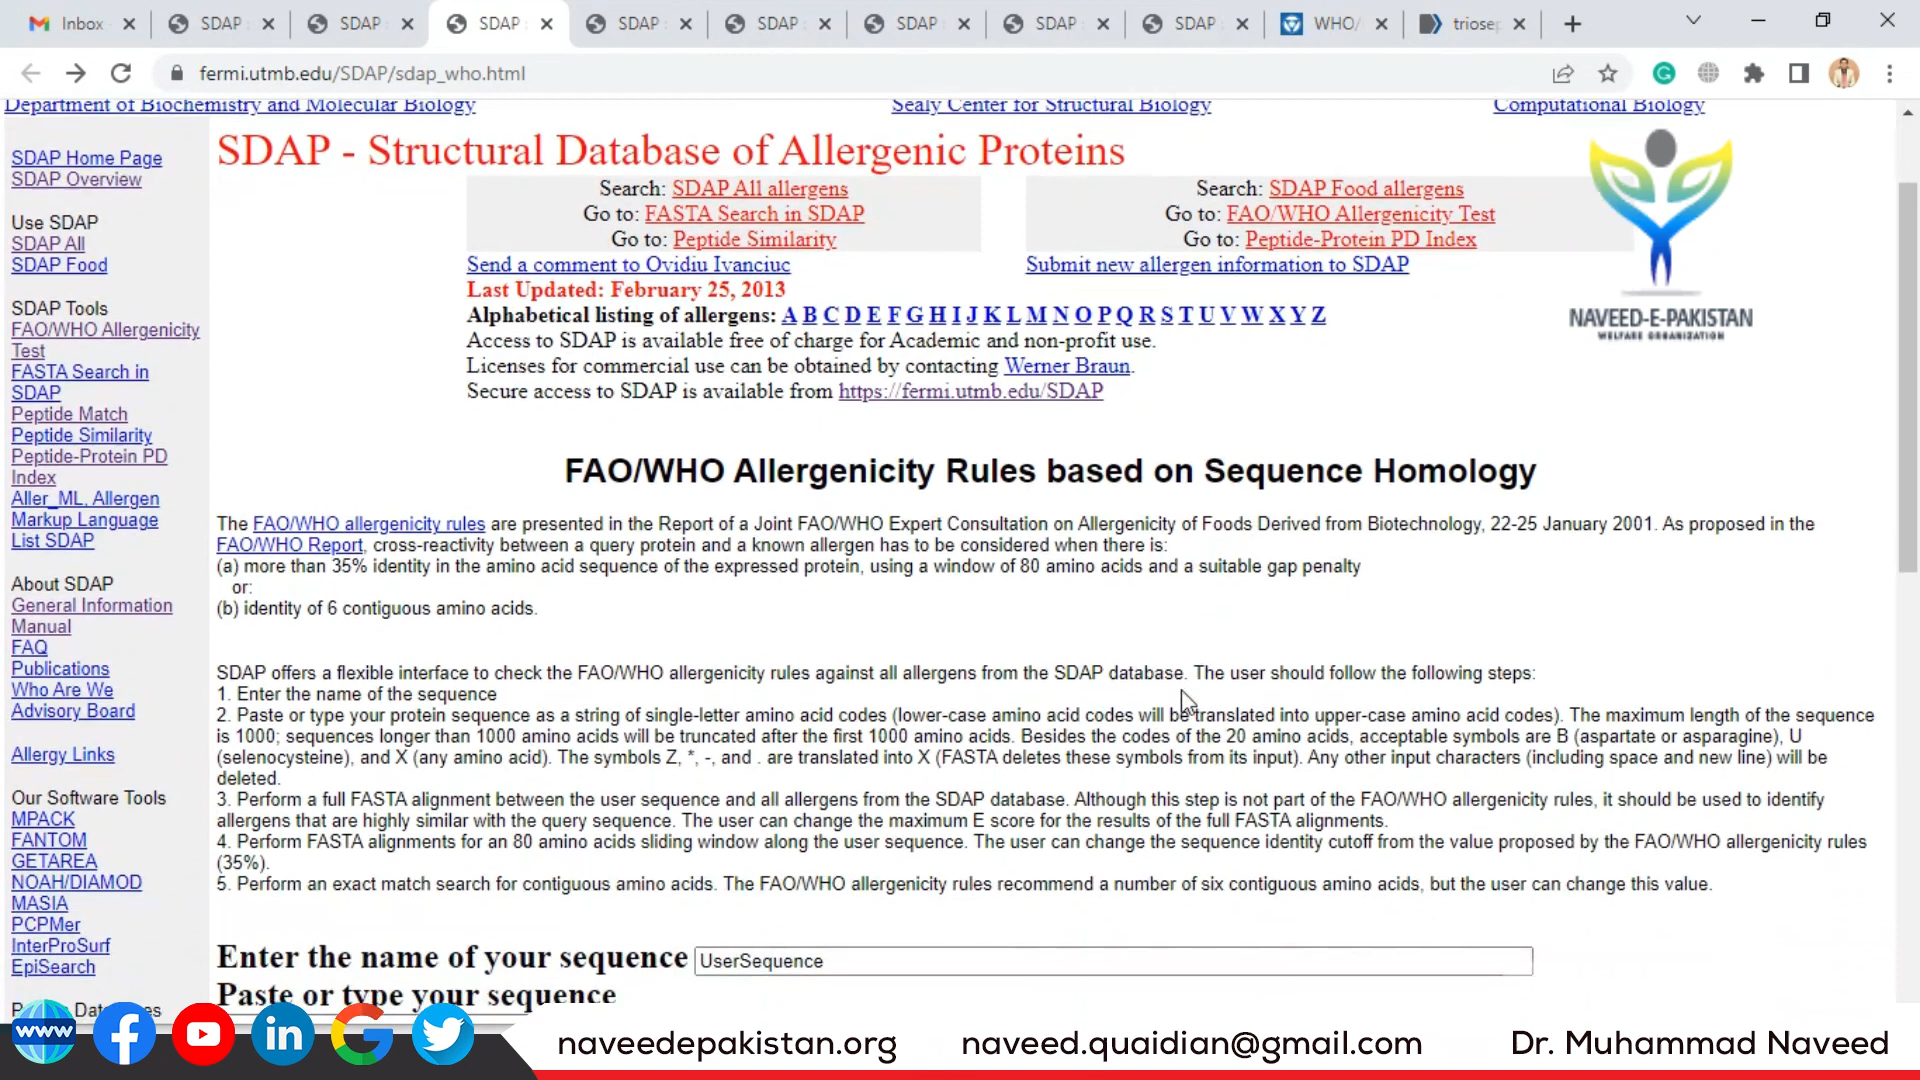 Inbox
SDAP
SDAP
SDAP
SDAP
SDAP
SDAP
SDAP
SDAP
WHO/
triosep
fermi.utmb.edu/SDAP/sdap_who.html
Department of Biochemistry and Molecular Biology
Sealy Center for Structural Biology
Computational Biology
SDAP Home Page
SDAP Overview
Use SDAP
SDAP All
SDAP Food
SDAP Tools
FAO/WHO Allergenicity
Test
FASTA Search in
SDAP
Peptide Match
Peptide Similarity
Peptide-Protein PD
Index
Aller_ML, Allergen
Markup Language
List SDAP
About SDAP
General Information
Manual
FAQ
Publications
Who Are We
Advisory Board
Allergy Links
Our Software Tools
MPACK
FANTOM
GETAREA
NOAH/DIAMOD
MASIA
PCPMer
InterProSurf
EpiSearch
SDAP - Structural Database of Allergenic Proteins
Search: SDAP All allergens
Go to: FASTA Search in SDAP
Go to: Peptide Similarity
Search: SDAP Food allergens
Go to: FAO/WHO Allergenicity Test
Go to: Peptide-Protein PD Index
Send a comment to Ovidiu Ivanciuc
Submit new allergen information to SDAP
Last Updated: February 25, 2013
Alphabetical listing of allergens: A B C D E F G H I J K L M N O P Q R S T U V W X Y Z
Access to SDAP is available free of charge for Academic and non-profit use.
Licenses for commercial use can be obtained by contacting Werner Braun.
Secure access to SDAP is available from https://fermi.utmb.edu/SDAP
NAVEED-E-PAKISTAN
WELFARE ORGANIZATION
FAO/WHO Allergenicity Rules based on Sequence Homology
The FAO/WHO allergenicity rules are presented in the Report of a Joint FAO/WHO Expert Consultation on Allergenicity of Foods Derived from Biotechnology, 22-25 January 2001. As proposed in the
FAO/WHO Report, cross-reactivity between a query protein and a known allergen has to be considered when there is:
(a) more than 35% identity in the amino acid sequence of the expressed protein, using a window of 80 amino acids and a suitable gap penalty
or:
(b) identity of 6 contiguous amino acids.
SDAP offers a flexible interface to check the FAO/WHO allergenicity rules against all allergens from the SDAP database. The user should follow the following steps:
1. Enter the name of the sequence
2. Paste or type your protein sequence as a string of single-letter amino acid codes (lower-case amino acid codes will be translated into upper-case amino acid codes). The maximum length of the sequence
is 1000; sequences longer than 1000 amino acids will be truncated after the first 1000 amino acids. Besides the codes of the 20 amino acids, acceptable symbols are B (aspartate or asparagine), U
(selenocysteine), and X (any amino acid). The symbols Z, *, -, and . are translated into X (FASTA deletes these symbols from its input). Any other input characters (including space and new line) will be
deleted.
3. Perform a full FASTA alignment between the user sequence and all allergens from the SDAP database. Although this step is not part of the FAO/WHO allergenicity rules, it should be used to identify
allergens that are highly similar with the query sequence. The user can change the maximum E score for the results of the full FASTA alignments.
4. Perform FASTA alignments for an 80 amino acids sliding window along the user sequence. The user can change the sequence identity cutoff from the value proposed by the FAO/WHO allergenicity rules
(35%).
5. Perform an exact match search for contiguous amino acids. The FAO/WHO allergenicity rules recommend a number of six contiguous amino acids, but the user can change this value.
Enter the name of your sequence UserSequence
Paste or type your sequence
www
naveedepakistan.org
naveed.quaidian@gmail.com
Dr. Muhammad Naveed